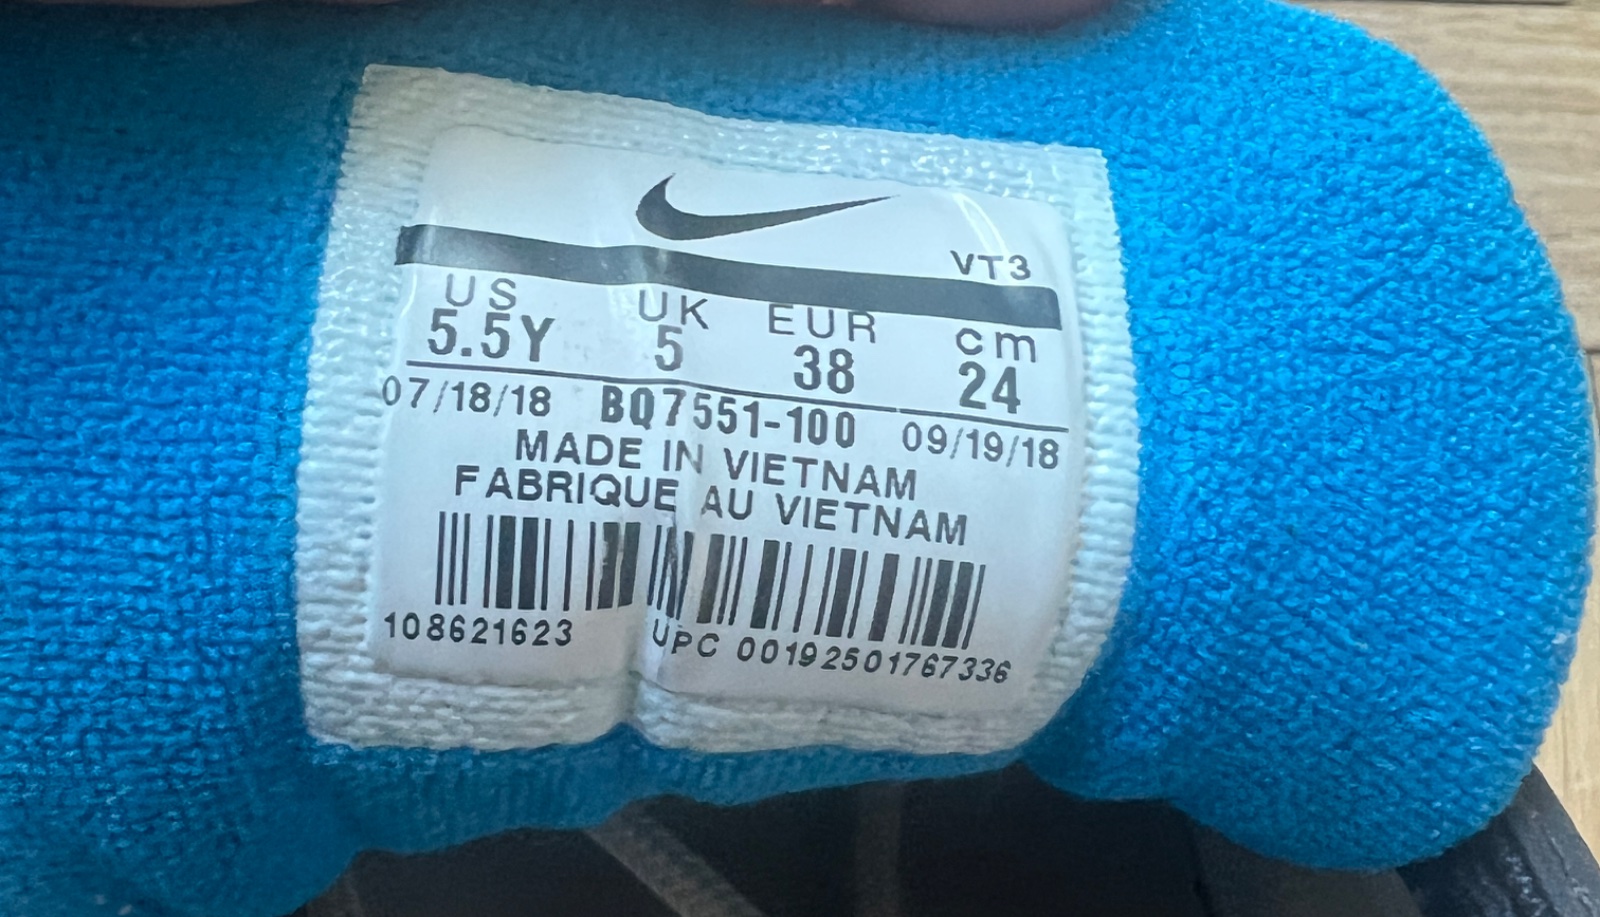 VT3
US UK EUR cm
5.5Y 5 38 24
07/18/18 BQ7551-100 09/19/18
MADE IN VIETNAM
FABRIQUE AU VIETNAM
108621623 UPC 00192501767336